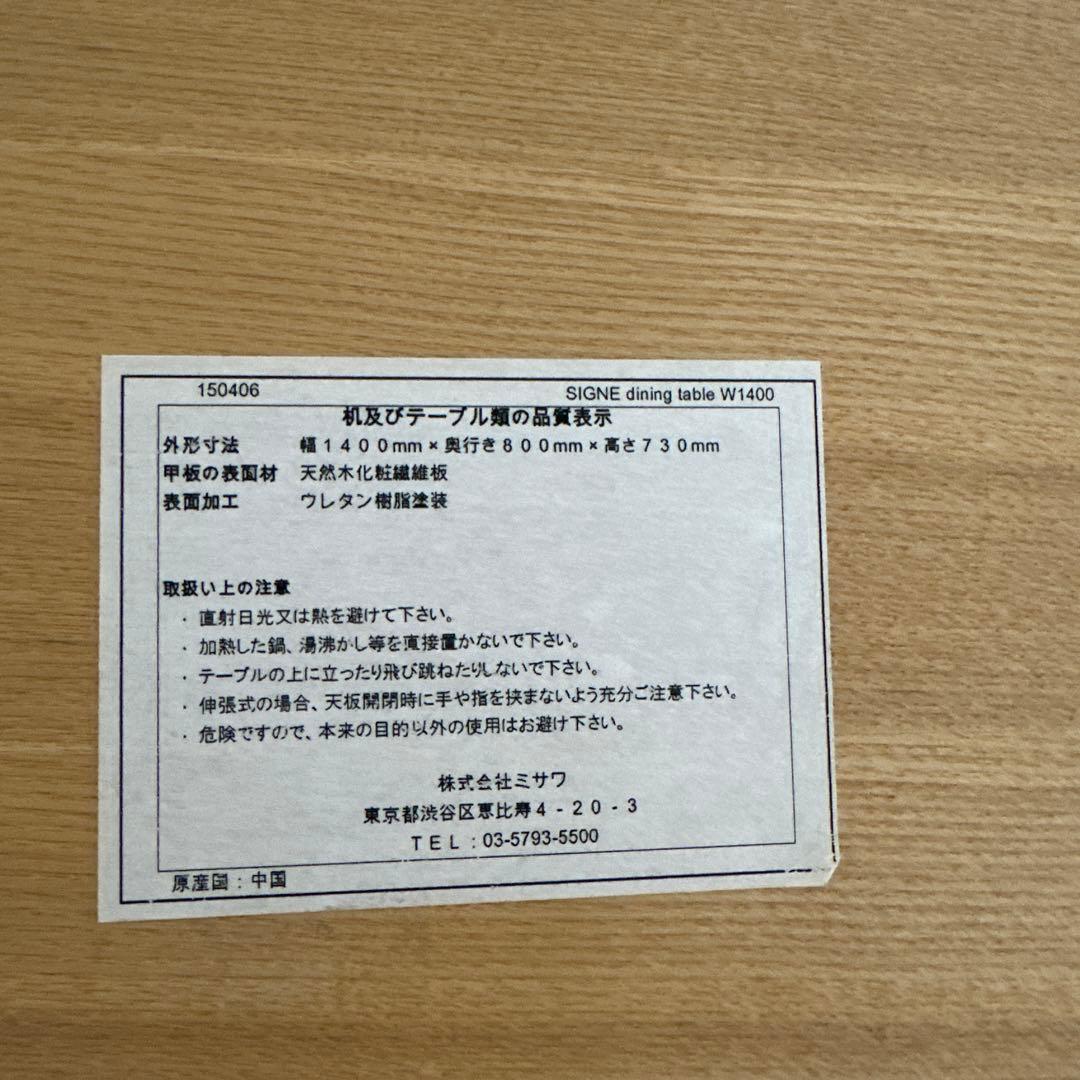 150406 SIGNE dining table W1400
机及びテーブル類の品質表示
外形寸法 幅１４００mm×奥行き８００mm×高さ７３０mm
甲板の表面材 天然木化粧繊維板
表面加工 ウレタン樹脂塗装
取扱い上の注意
・直射日光又は熱を避けて下さい。
・加熱した鍋、湯沸かし等を直接置かないで下さい。
・テーブルの上に立ったり飛び跳ねたりしないで下さい。
・伸張式の場合、天板開閉時に手や指を挟まないよう充分ご注意下さい。
・危険ですので、本来の目的以外の使用はお避け下さい。
株式会社ミサワ
東京都渋谷区恵比寿４-２０-３
ＴＥＬ：03-5793-5500
原産国：中国